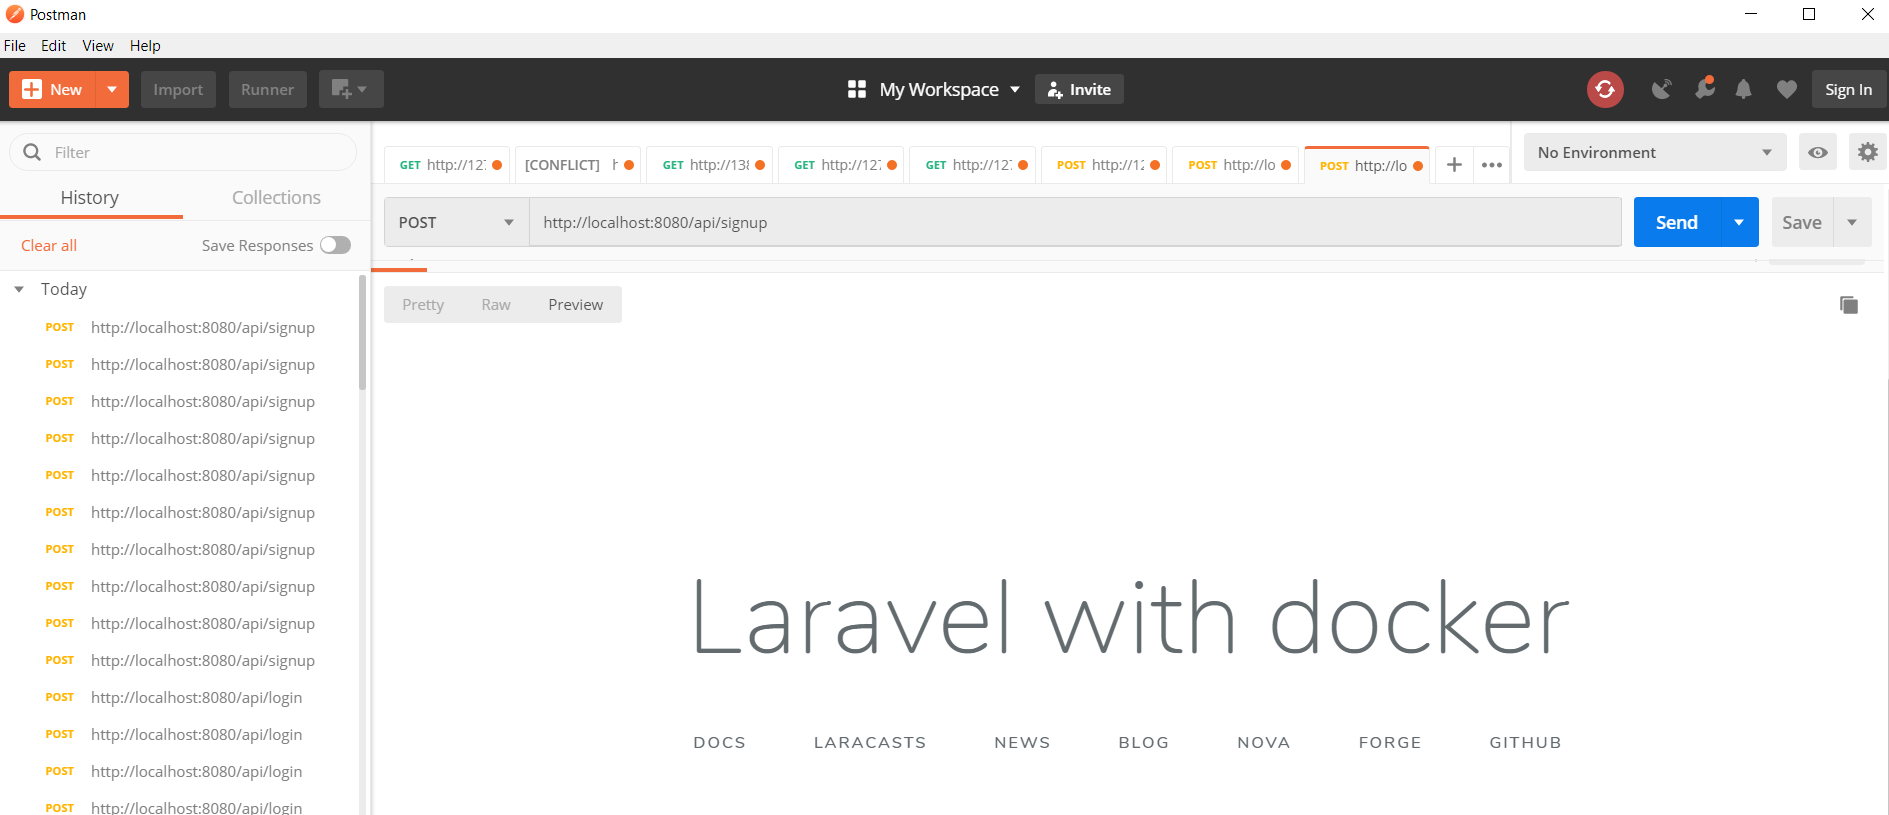 Postman
File Edit View Help
New Import Runner My Workspace Invite Sign In
Filter
History Collections
Clear all Save Responses
Today
POST http://localhost:8080/api/signup
POST http://localhost:8080/api/signup
POST http://localhost:8080/api/signup
POST http://localhost:8080/api/signup
POST http://localhost:8080/api/signup
POST http://localhost:8080/api/signup
POST http://localhost:8080/api/signup
POST http://localhost:8080/api/signup
POST http://localhost:8080/api/signup
POST http://localhost:8080/api/signup
POST http://localhost:8080/api/login
POST http://localhost:8080/api/login
POST http://localhost:8080/api/login
POST http://localhost:8080/api/login
GET http://127 [CONFLICT] h GET http://138 GET http://127 GET http://127 POST http://12 POST http://lo POST http://lo No Environment
POST http://localhost:8080/api/signup Send Save
Pretty Raw Preview
Laravel with docker
DOCS LARACASTS NEWS BLOG NOVA FORGE GITHUB